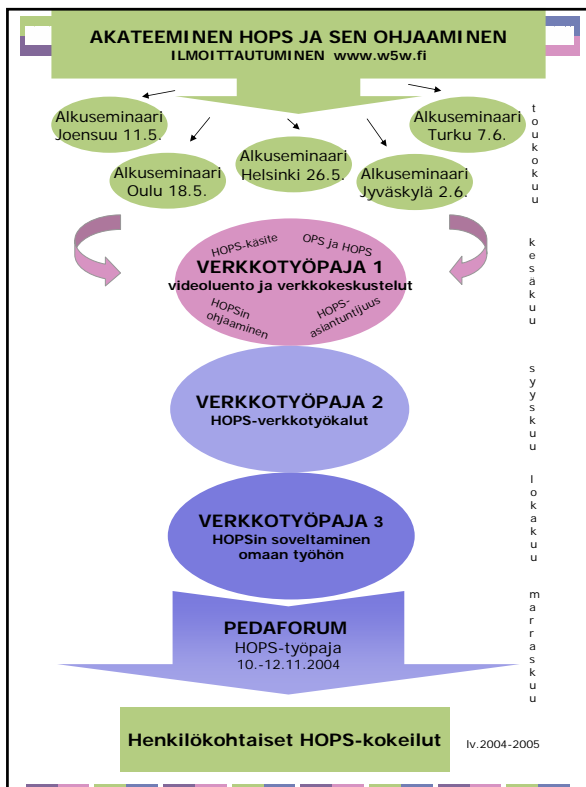 AKATEEMINEN HOPS JA SEN OHJAAMINEN
ILMOITTAUTUMINEN www.w5w.fi
Alkuseminaari
Joensuu 11.5.
Alkuseminaari
Oulu 18.5.
Alkuseminaari
Helsinki 26.5.
Alkuseminaari
Jyväskylä 2.6.
Alkuseminaari
Turku 7.6.
toukokuu
HOPS-käsite
OPS ja HOPS
VERKKOTYÖPAJA 1
videoluento ja verkkokeskustelut
HOPSin
ohjaaminen
HOPS-
asiantuntijuus
kesäkuu
VERKKOTYÖPAJA 2
HOPS-verkkotyökalut
syyskuu
VERKKOTYÖPAJA 3
HOPSin soveltaminen
omaan työhön
lokakuu
PEDAFORUM
HOPS-työpaja
10.-12.11.2004
marraskuu
Henkilökohtaiset HOPS-kokeilut
lv.2004-2005